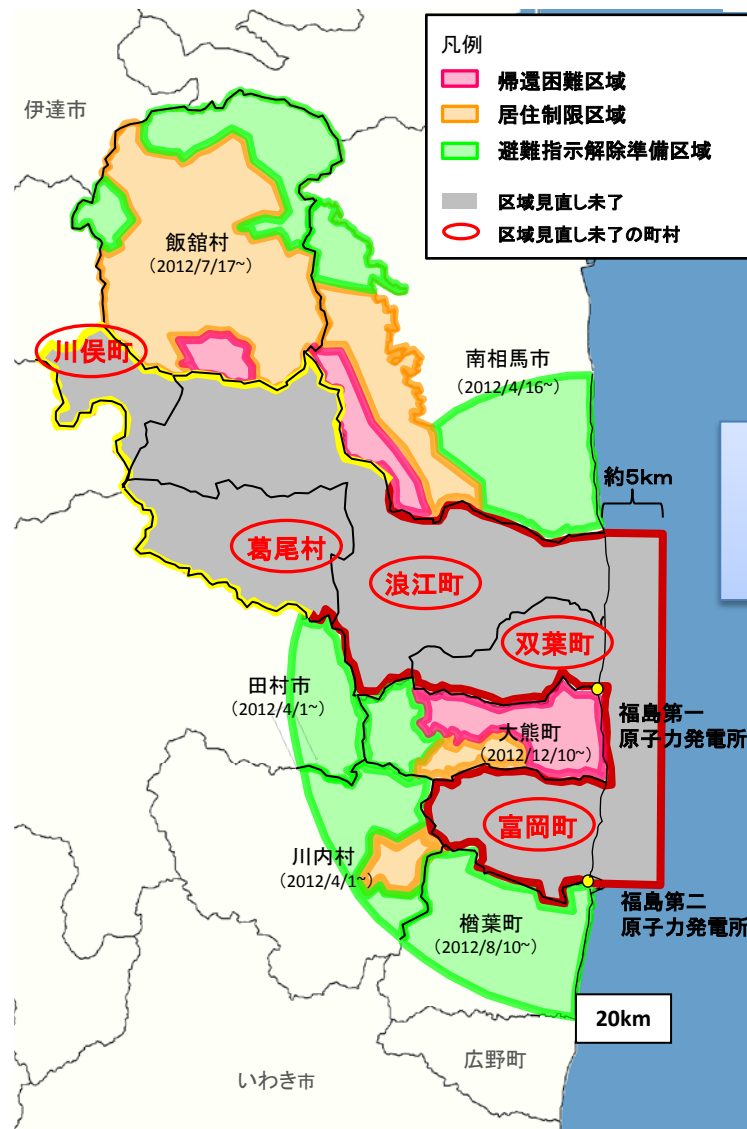 凡例
帰還困難区域
居住制限区域
避難指示解除準備区域
区域見直し未了
区域見直し未了の町村
伊達市
飯舘村
（2012/7/17~）
川俣町
南相馬市
（2012/4/16~）
約5km
葛尾村
浪江町
双葉町
田村市
（2012/4/1~）
福島第一
原子力発電所
大熊町
（2012/12/10~）
富岡町
川内村
（2012/4/1~）
福島第二
原子力発電所
楢葉町
（2012/8/10~）
20km
広野町
いわき市